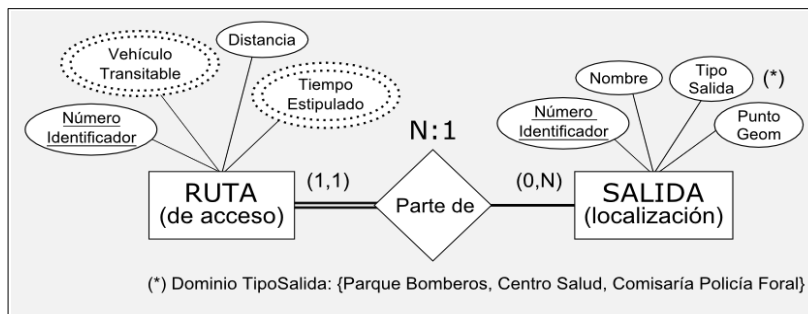 Vehículo
Transitable
Distancia
Tiempo
Estipulado
Número
Identificador
Nombre
Tipo
Salida
(*)
Número
Identificador
Punto
Geom
N:1
RUTA
(de acceso)
(1,1)
Parte de
(0,N)
SALIDA
(localización)
(*) Dominio TipoSalida: {Parque Bomberos, Centro Salud, Comisaría Policía Foral}